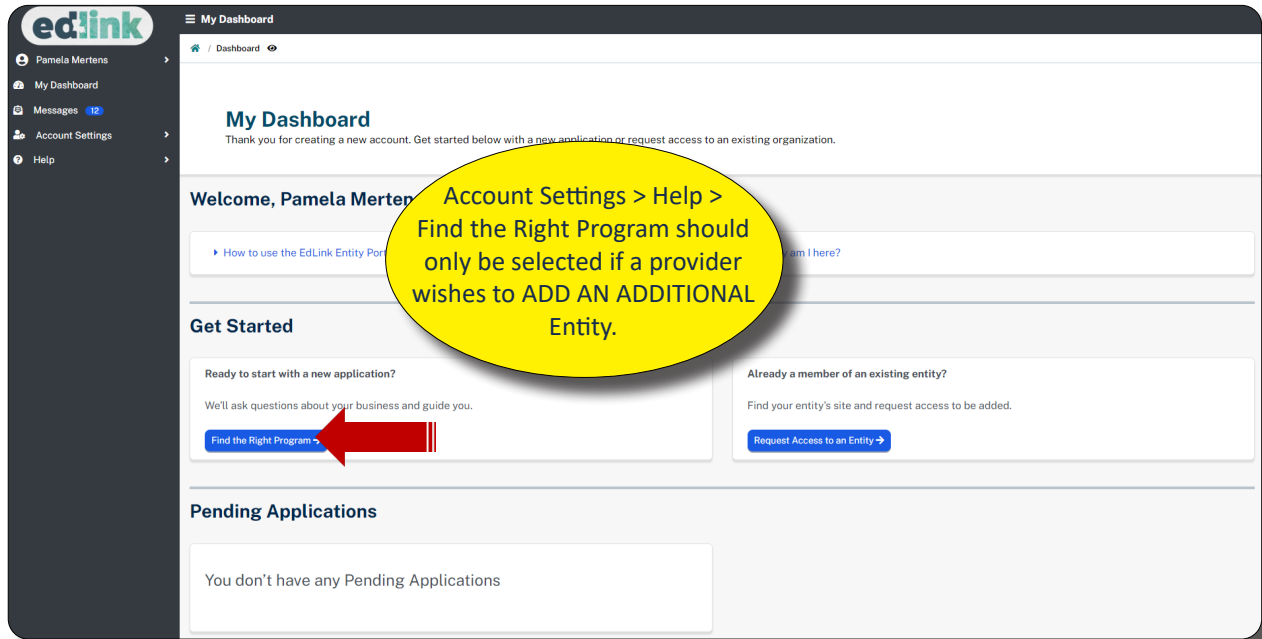 edlink
My Dashboard
/ Dashboard
Pamela Mertens
My Dashboard
Messages 12
Account Settings
Help
My Dashboard
Thank you for creating a new account. Get started below with a new application or request access to an existing organization.
Welcome, Pamela Merten
How to use the EdLink Entity Port
am I here?
Account Settings > Help >
Find the Right Program should
only be selected if a provider
wishes to ADD AN ADDITIONAL
Entity.
Get Started
Ready to start with a new application?
We'll ask questions about your business and guide you.
Find the Right Program
Already a member of an existing entity?
Find your entity's site and request access to be added.
Request Access to an Entity →
Pending Applications
You don't have any Pending Applications